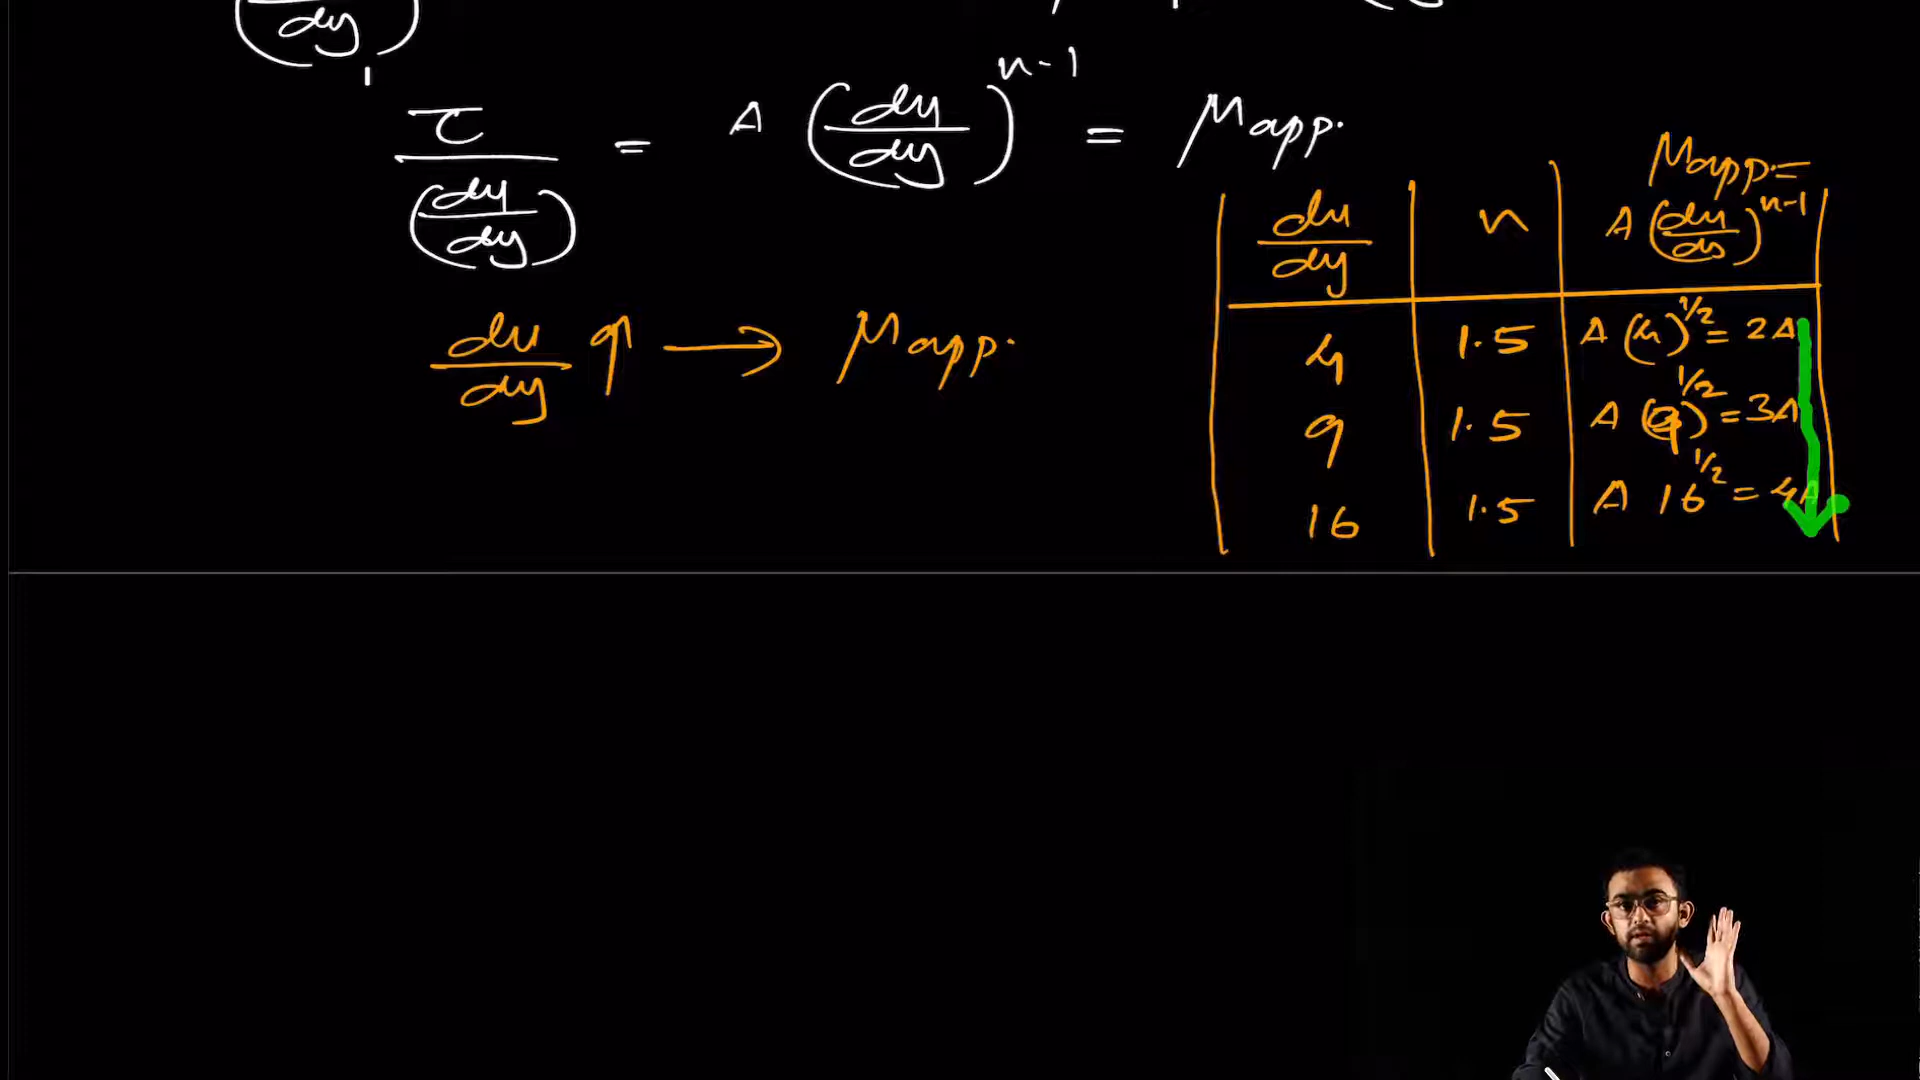 dy
τ / (du/dy) = A (du/dy)^(n-1) = μapp.
du/dy ↑ → μapp.
du/dy | n | μapp. = A (du/dy)^(n-1)
4 | 1.5 | A (4)^1/2 = 2A
9 | 1.5 | A (9)^1/2 = 3A
16 | 1.5 | A 16^1/2 = 4A